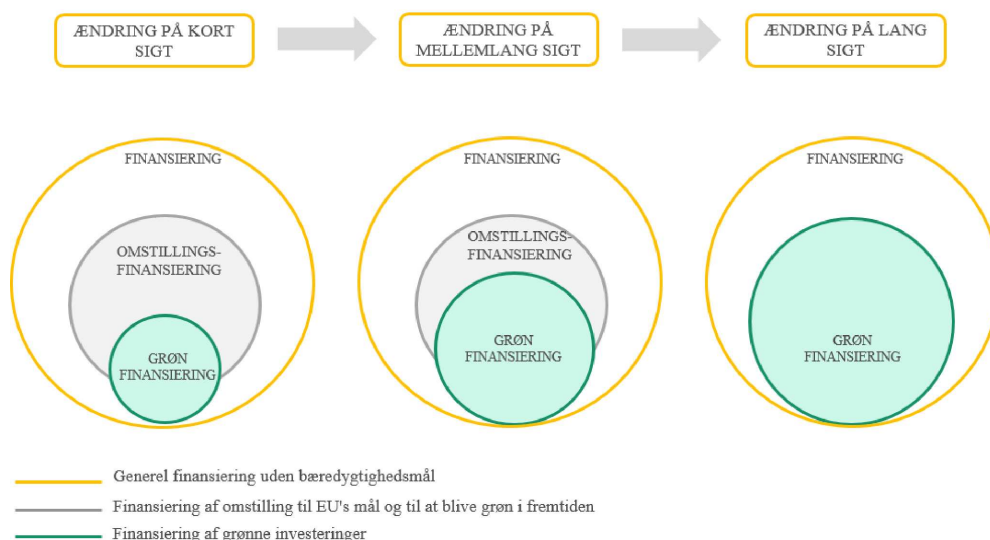 ÆNDRING PÅ KORT
SIGT
ÆNDRING PÅ
MELLEMLANG SIGT
ÆNDRING PÅ LANG
SIGT
FINANSIERING
OMSTILLINGS-
FINANSIERING
GRØN
FINANSIERING
FINANSIERING
OMSTILLINGS-
FINANSIERING
GRØN
FINANSIERING
FINANSIERING
GRØN
FINANSIERING
Generel finansiering uden bæredygtighedsmål
Finansiering af omstilling til EU's mål og til at blive grøn i fremtiden
Finansiering af grønne investeringer